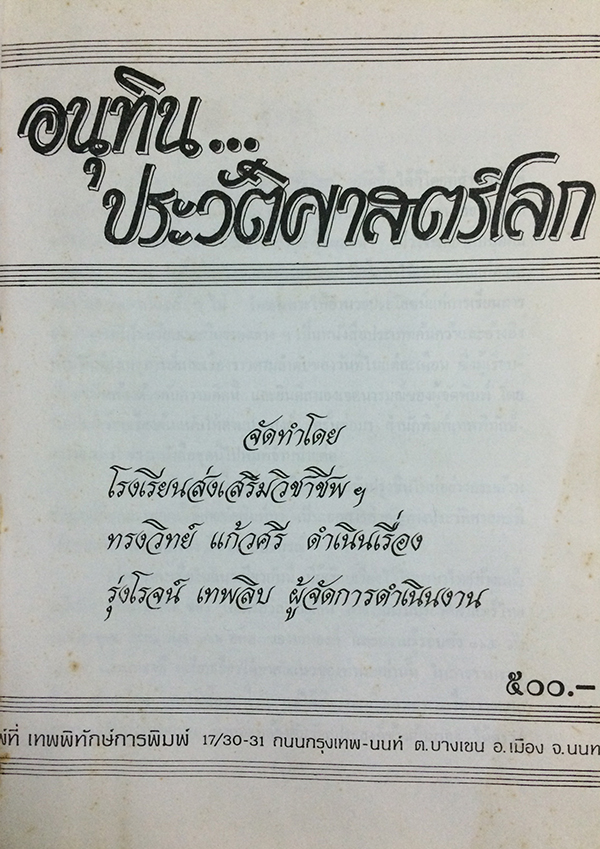 อนุทิน...
ประวัติศาสตร์โลก
จัดทำโดย
โรงเรียนส่งเสริมวิชาชีพ ฯ
ทรงวิทย์ แก้วศรี ดำเนินเรื่อง
รุ่งโรจน์ เทพลิบ ผู้จัดการดำเนินงาน
๕๐๐.-
พ์ที่ เทพพิทักษ์การพิมพ์ 17/30-31 ถนนกรุงเทพ-นนท์ ต.บางเขน อ.เมือง จ.นนท